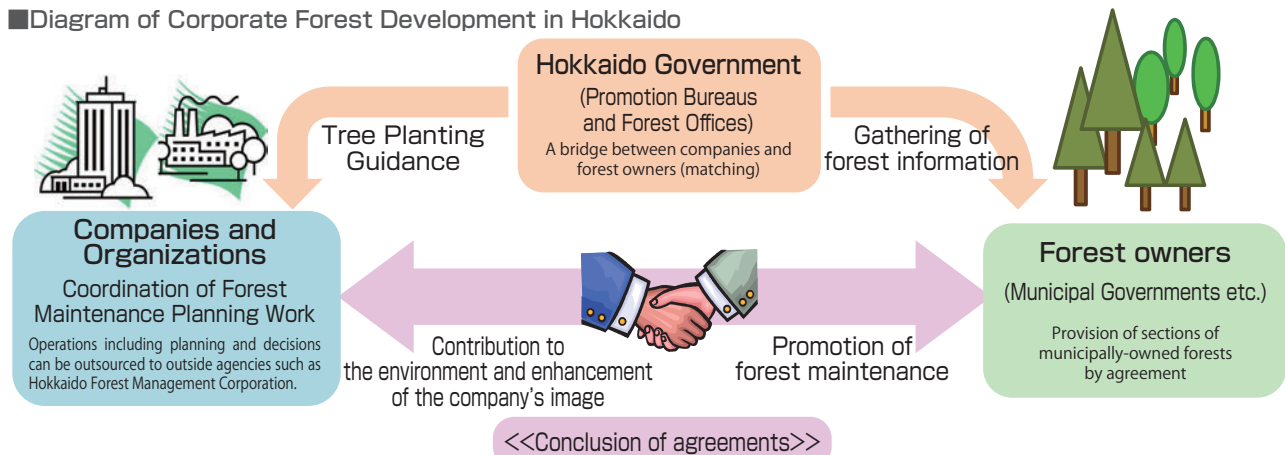 ■Diagram of Corporate Forest Development in Hokkaido
Hokkaido Government
(Promotion Bureaus
and Forest Offices)
A bridge between companies and
forest owners (matching)
Tree Planting
Guidance
Gathering of
forest information
Companies and
Organizations
Coordination of Forest
Maintenance Planning Work
Operations including planning and decisions
can be outsourced to outside agencies such as
Hokkaido Forest Management Corporation.
Contribution to
the environment and enhancement
of the company's image
Promotion of
forest maintenance
Forest owners
(Municipal Governments etc.)
Provision of sections of
municipally-owned forests
by agreement
<<Conclusion of agreements>>